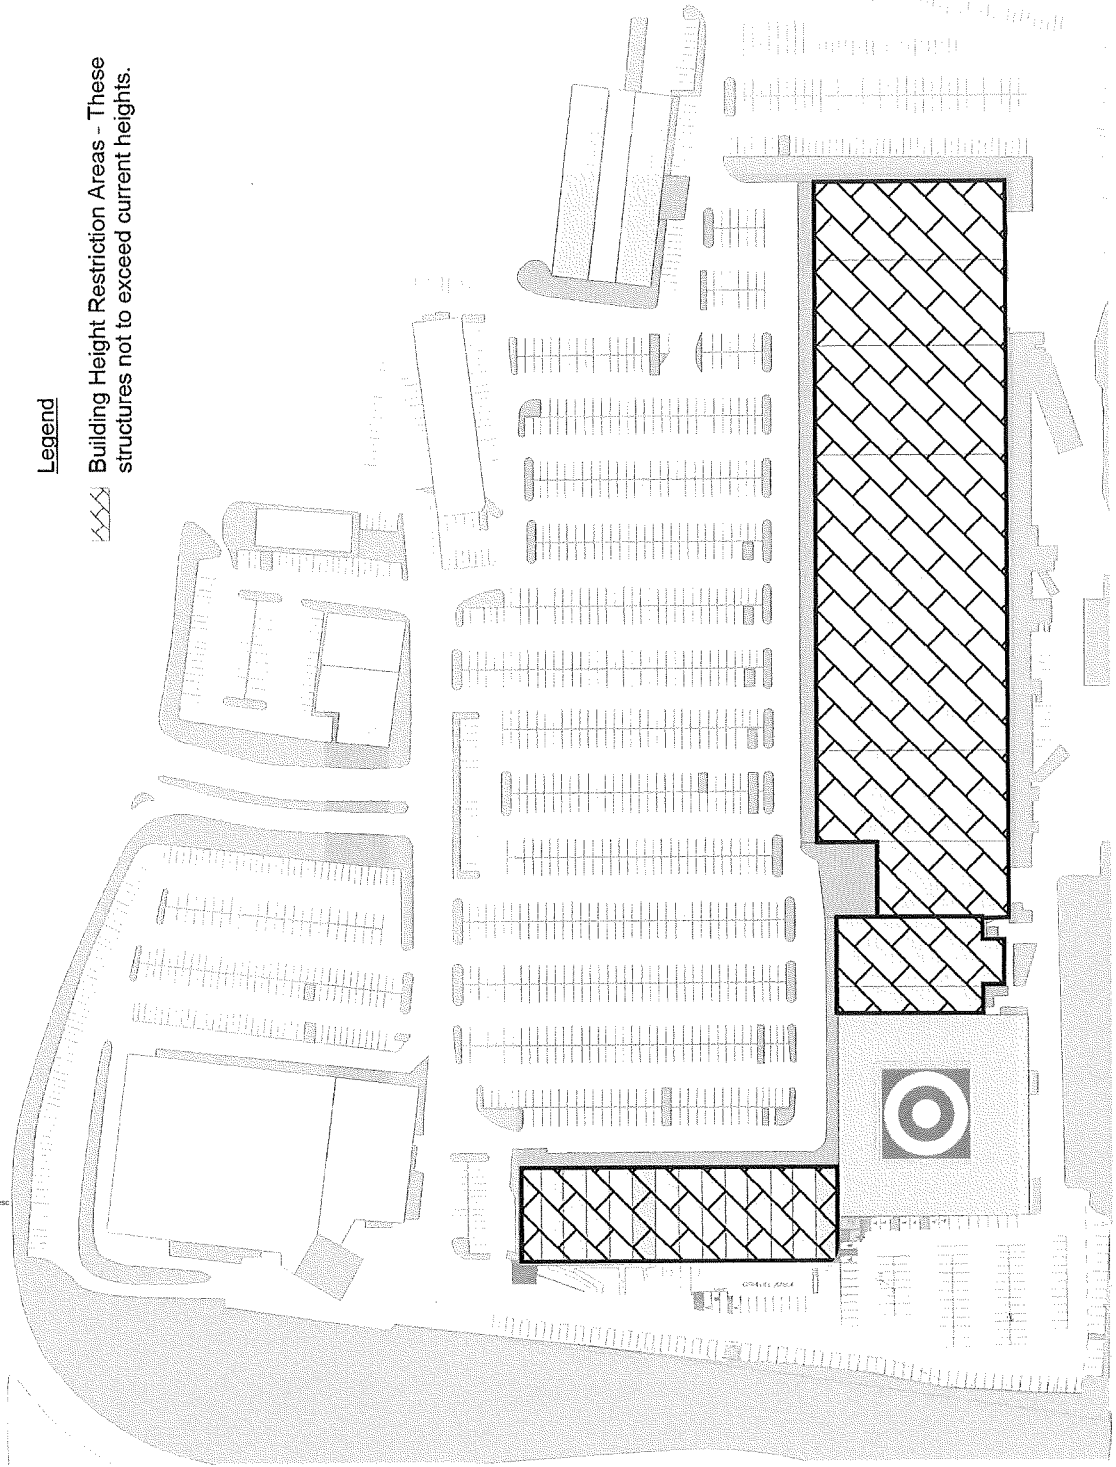 Legend
Building Height Restriction Areas - These
structures not to exceed current heights.